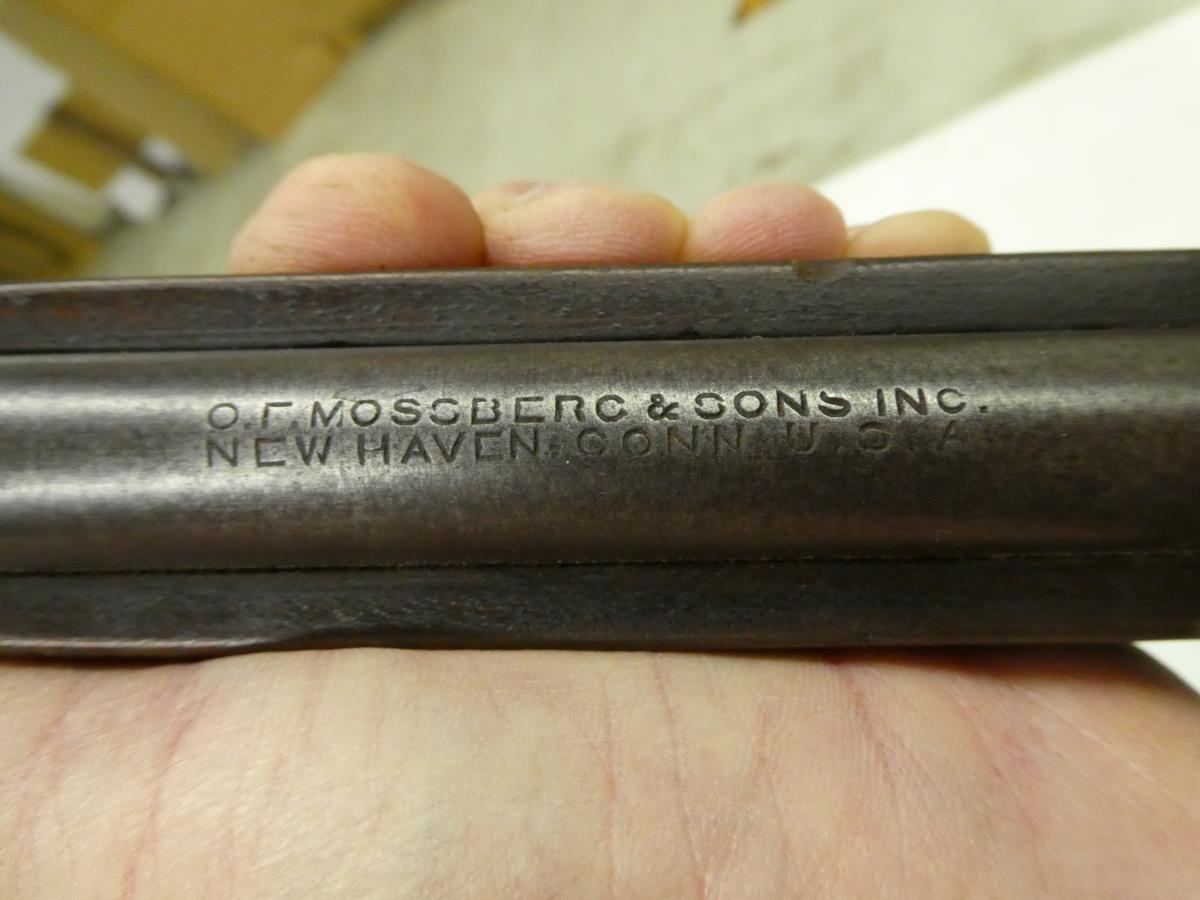 O.F. MOSSBERG & SONS INC.
NEW HAVEN, CONN. U.S.A.